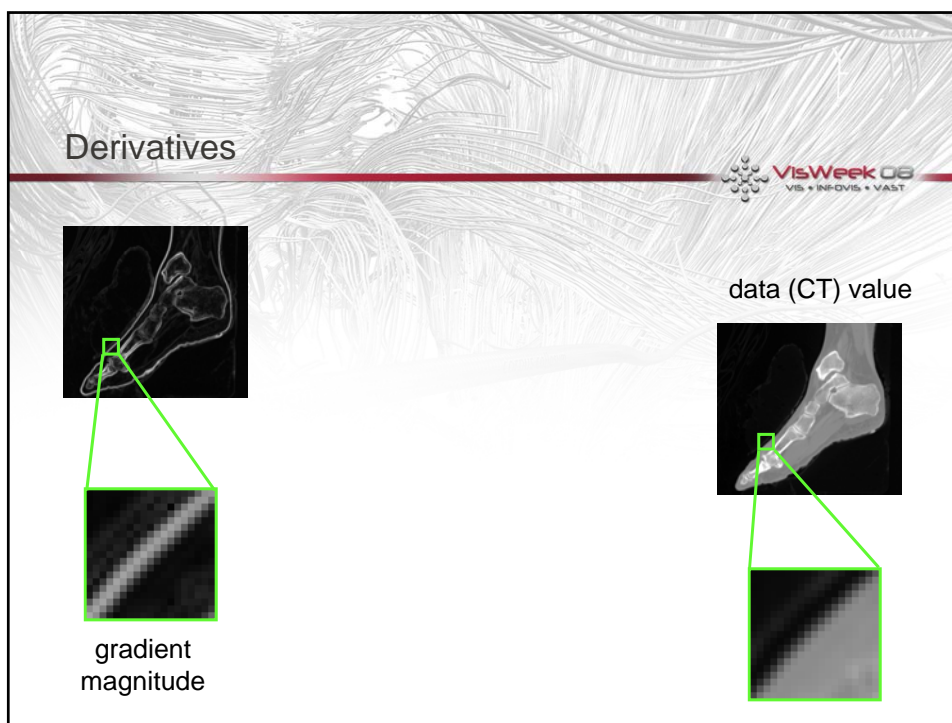 Derivatives
VisWeek 08
VIS + INFOVIS + VAST
data (CT) value
gradient
magnitude